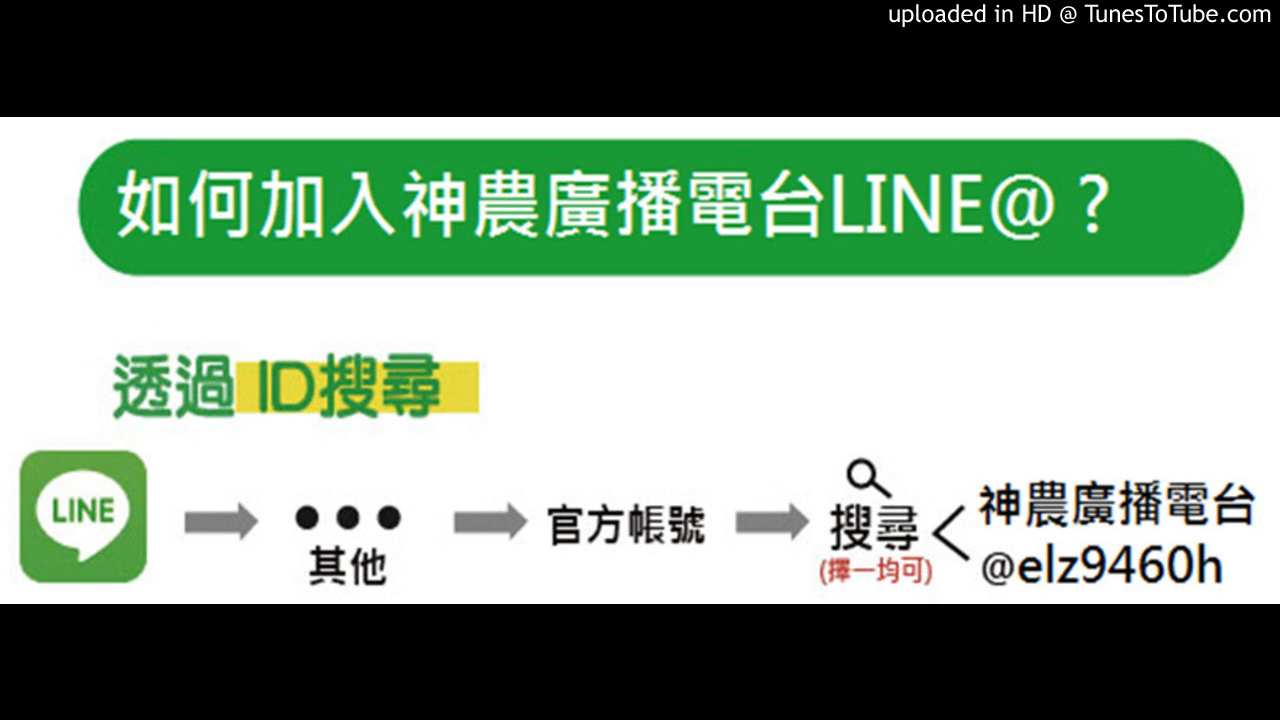 uploaded in HD @ TunesToTube.com
如何加入神農廣播電台LINE@？
透過 ID搜尋
LINE
其他
官方帳號
搜尋
(擇一均可)
神農廣播電台
@elz9460h